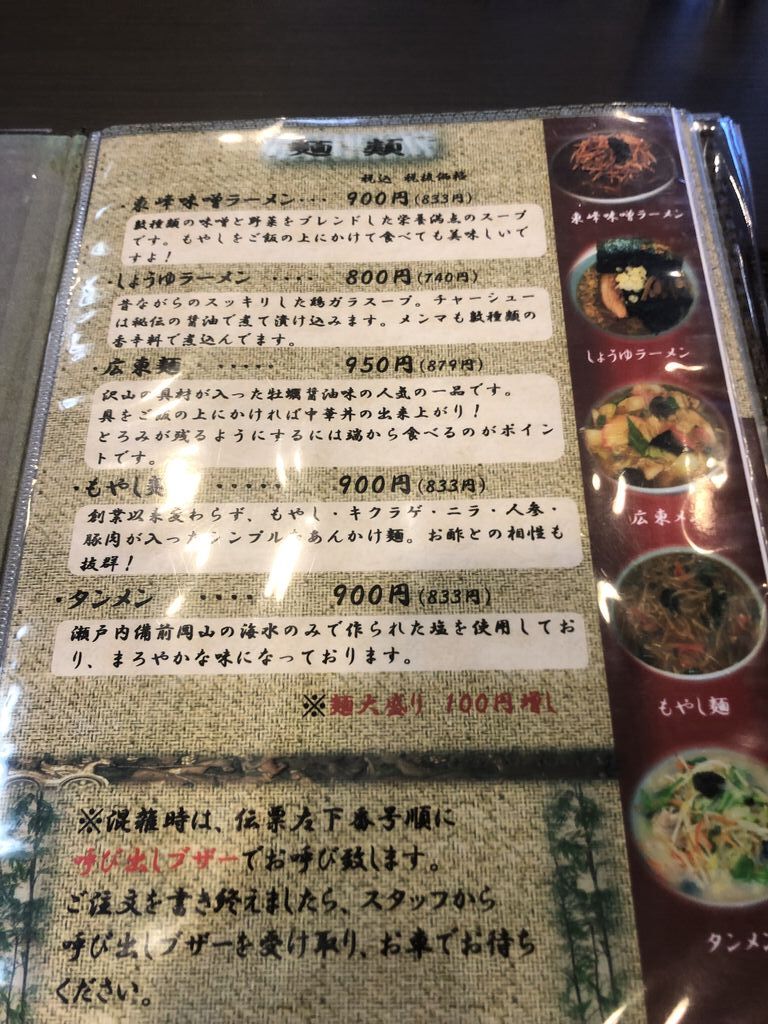 麺類
税込 税抜価格
・東峰味噌ラーメン・・・ 900円(833円)
数種類の味噌と野菜をブレンドした栄養満点のスープ
です。もやしをご飯の上にかけて食べても美味しいで
すよ!
・しょうゆラーメン ・・・・ 800円(740円)
昔ながらのスッキリした鶏ガラスープ。チャーシュー
は秘伝の醤油で煮て漬け込みます。メンマも数種類の
香辛料で煮込んでます。
・広東麺 ・・・・・ 950円(879円)
沢山の具材が入った牡蠣醤油味の人気の一品です。
具をご飯の上にかければ中華丼の出来上がり!
とろみが残るようにするには端から食べるのがポイン
トです。
・もやし麺 ・・・・・ 900円(833円)
創業以来変わらず、もやし・キクラゲ・ニラ・人参・
豚肉が入ったシンプルなあんかけ麺。お酢との相性も
抜群!
・タンメン ・・・・ 900円(833円)
瀬戸内備前岡山の海水のみで作られた塩を使用してお
り、まろやかな味になっております。
※麺大盛り 100円増し
※混雑時は、伝票左下番号順に
呼び出しブザーでお呼び致します。
ご注文を書き終えましたら、スタッフから
呼び出しブザーを受け取り、お車でお待ち
ください。
東峰味噌ラーメン
しょうゆラーメン
広東メン
もやし麺
タンメン